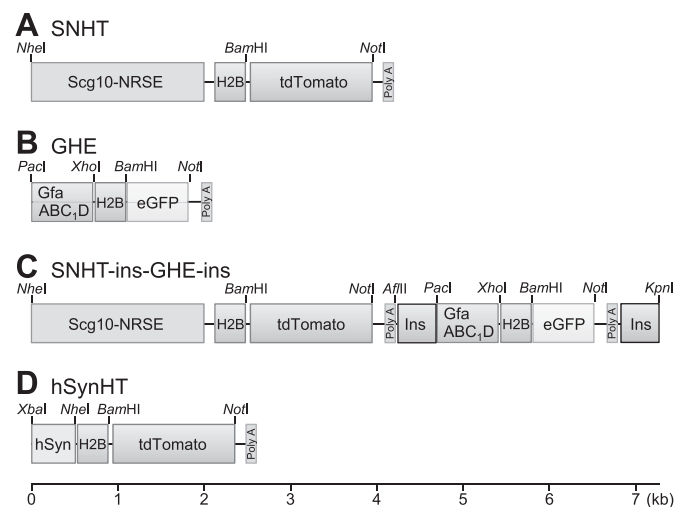 A SNHT
NheI BamHI NotI
Scg10-NRSE H2B tdTomato Poly A
B GHE
PacI XhoI BamHI NotI
Gfa
ABC₁D H2B eGFP Poly A
C SNHT-ins-GHE-ins
NheI BamHI NotI AflII PacI XhoI BamHI NotI KpnI
Scg10-NRSE H2B tdTomato Poly A Ins Gfa
ABC₁D H2B eGFP Poly A Ins
D hSynHT
XbaI NheI BamHI NotI
hSyn H2B tdTomato Poly A
0 1 2 3 4 5 6 7 (kb)